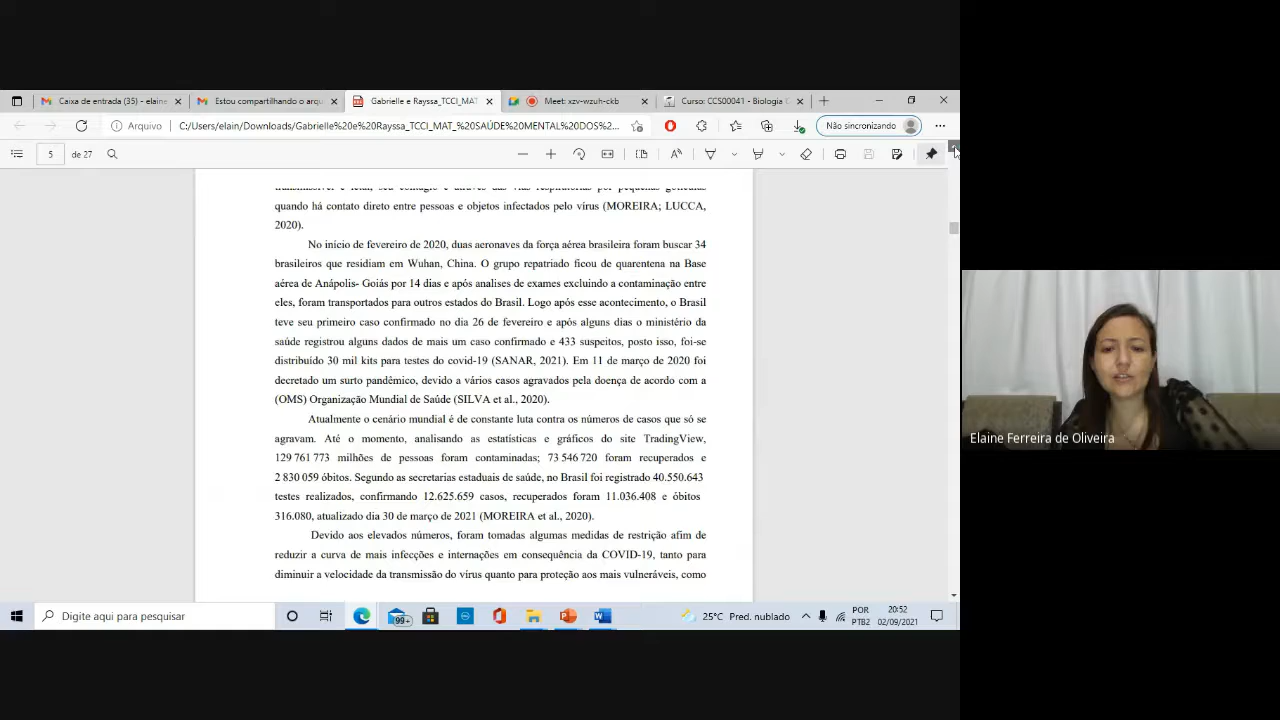 Caixa de entrada (35) - elaine
Estou compartilhando o arqu
Gabrielle e Rayssa_TCCI_MAT_
Meet: xzv-wzuh-ckb
Curso: CCS00041 - Biologia C
Arquivo
C:/Users/elain/Downloads/Gabrielle%20e%20Rayssa_TCCI_MAT_%20SAÚDE%20MENTAL%20DOS%2...
Não sincronizando
5 de 27
transmissível e letal, seu contágio é através das vias respiratórias por pequenas gotículas
quando há contato direto entre pessoas e objetos infectados pelo vírus (MOREIRA; LUCCA,
2020).
No início de fevereiro de 2020, duas aeronaves da força aérea brasileira foram buscar 34
brasileiros que residiam em Wuhan, China. O grupo repatriado ficou de quarentena na Base
aérea de Anápolis- Goiás por 14 dias e após analises de exames excluindo a contaminação entre
eles, foram transportados para outros estados do Brasil. Logo após esse acontecimento, o Brasil
teve seu primeiro caso confirmado no dia 26 de fevereiro e após alguns dias o ministério da
saúde registrou alguns dados de mais um caso confirmado e 433 suspeitos, posto isso, foi-se
distribuído 30 mil kits para testes do covid-19 (SANAR, 2021). Em 11 de março de 2020 foi
decretado um surto pandêmico, devido a vários casos agravados pela doença de acordo com a
(OMS) Organização Mundial de Saúde (SILVA et al., 2020).
Atualmente o cenário mundial é de constante luta contra os números de casos que só se
agravam. Até o momento, analisando as estatísticas e gráficos do site TradingView,
129 761 773 milhões de pessoas foram contaminadas; 73 546 720 foram recuperados e
2 830 059 óbitos. Segundo as secretarias estaduais de saúde, no Brasil foi registrado 40.550.643
testes realizados, confirmando 12.625.659 casos, recuperados foram 11.036.408 e óbitos
316.080, atualizado dia 30 de março de 2021 (MOREIRA et al., 2020).
Devido aos elevados números, foram tomadas algumas medidas de restrição afim de
reduzir a curva de mais infecções e internações em consequência da COVID-19, tanto para
diminuir a velocidade da transmissão do vírus quanto para proteção aos mais vulneráveis, como
Elaine Ferreira de Oliveira
Digite aqui para pesquisar
99+
25°C Pred. nublado
POR
PTB2
20:52
02/09/2021